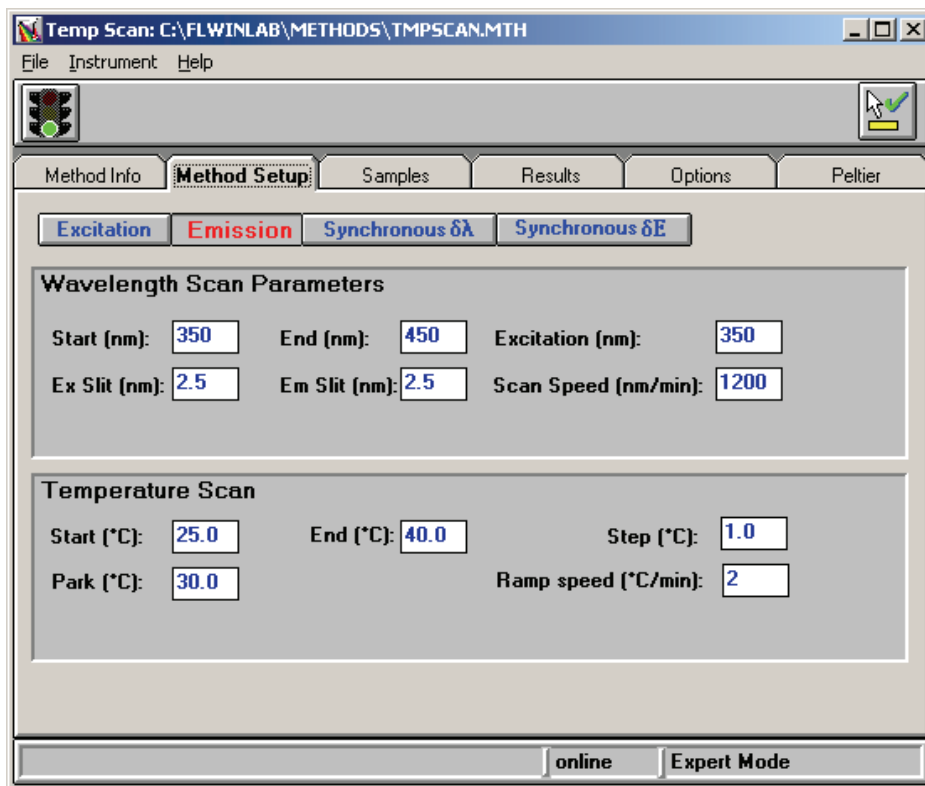 Temp Scan: C:\FLWINLAB\METHODS\TMPSCAN.MTH
File Instrument Help
Method Info Method Setup Samples Results Options Peltier
Excitation Emission Synchronous δλ Synchronous δE
Wavelength Scan Parameters
Start (nm): 350 End (nm): 450 Excitation (nm): 350
Ex Slit (nm): 2.5 Em Slit (nm): 2.5 Scan Speed (nm/min): 1200
Temperature Scan
Start (°C): 25.0 End (°C): 40.0 Step (°C): 1.0
Park (°C): 30.0 Ramp speed (°C/min): 2
online Expert Mode